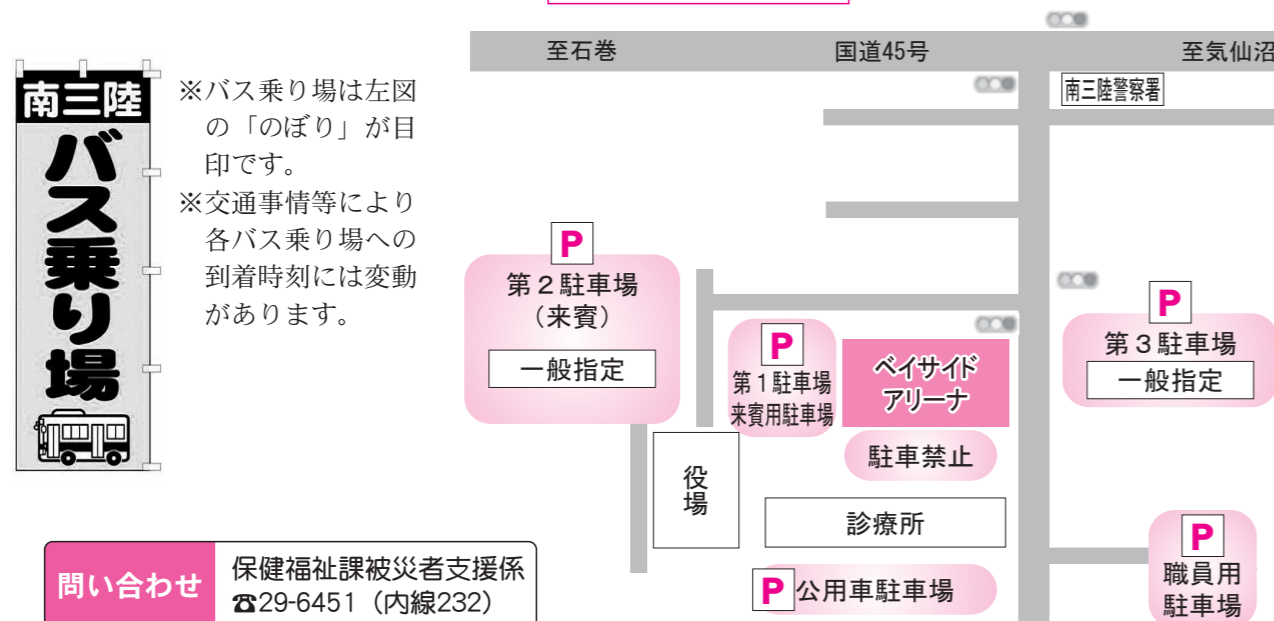 南三陸
バス乗り場
※バス乗り場は左図
の「のぼり」が目
印です。
※交通事情等により
各バス乗り場への
到着時刻には変動
があります。
問い合わせ
保健福祉課被災者支援係
☎29-6451（内線232）
至石巻
国道45号
至気仙沼
南三陸警察署
P
第２駐車場
（来賓）
一般指定
P
第１駐車場
来賓用駐車場
ベイサイド
アリーナ
駐車禁止
P
第３駐車場
一般指定
役場
診療所
P公用車駐車場
P
職員用
駐車場